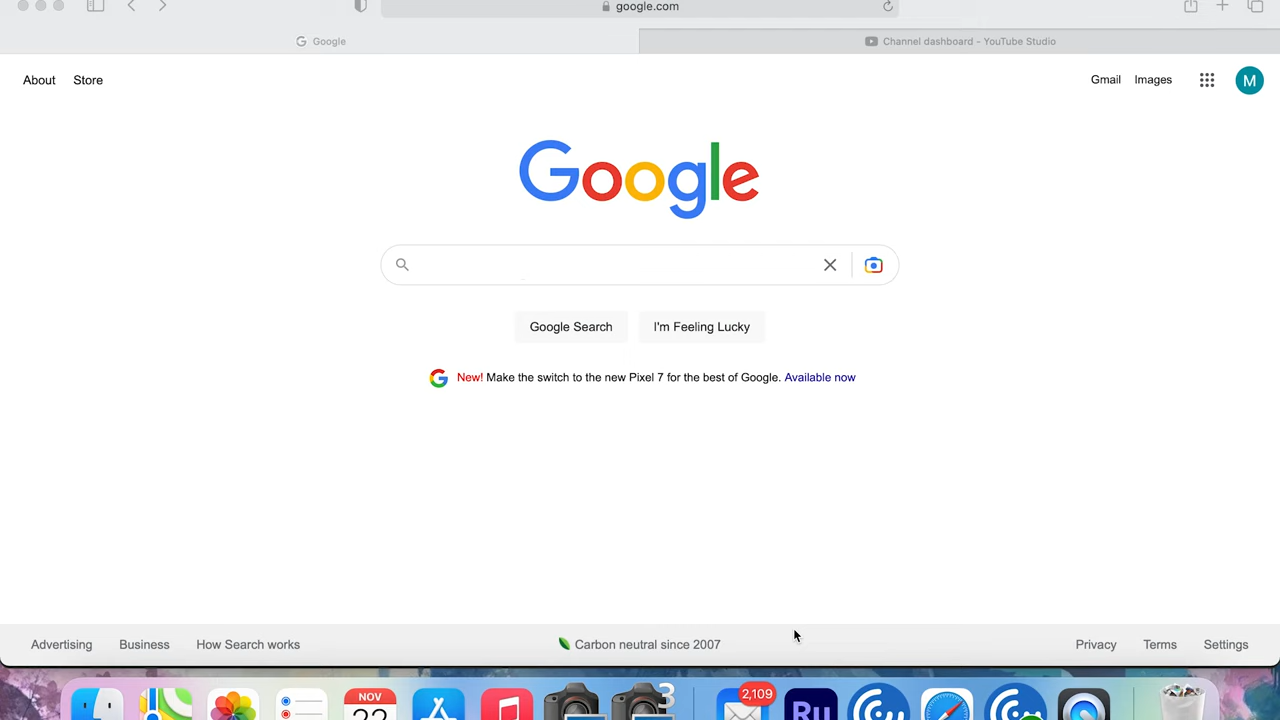 google.com
Google
Channel dashboard - YouTube Studio
About Store
Gmail Images
M
Google
Google Search
I'm Feeling Lucky
New! Make the switch to the new Pixel 7 for the best of Google. Available now
Advertising Business How Search works
Carbon neutral since 2007
Privacy Terms Settings
NOV
22
3
2,109
Ru